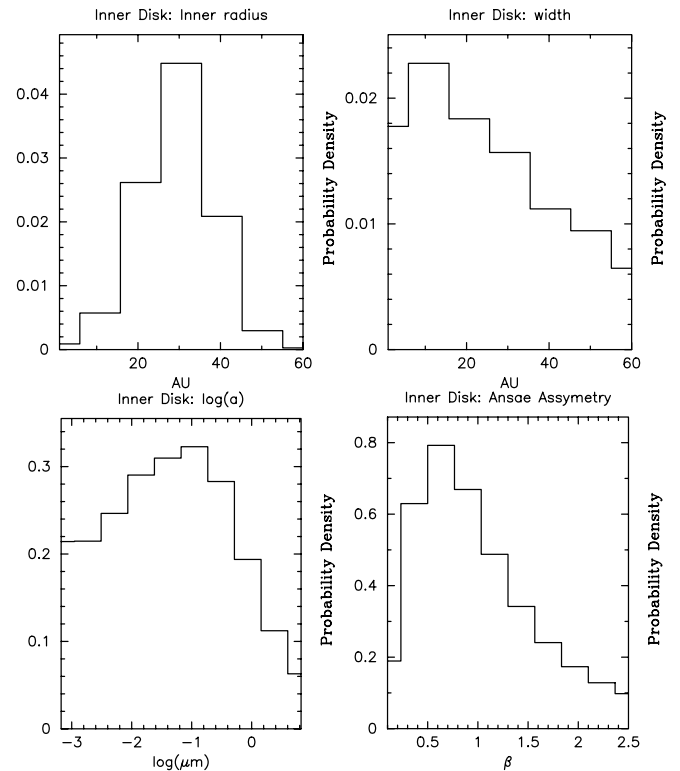 Inner Disk: Inner radius
0.04
0.03
0.02
0.01
0
20
40
60
AU
Probability Density
Inner Disk: width
0.02
0.01
0
20
40
60
AU
Probability Density
Inner Disk: log(a)
0.3
0.2
0.1
0
−3
−2
−1
0
log(μm)
Probability Density
Inner Disk: Ansae Assymetry
0.8
0.6
0.4
0.2
0
0.5
1
1.5
2
2.5
β
Probability Density